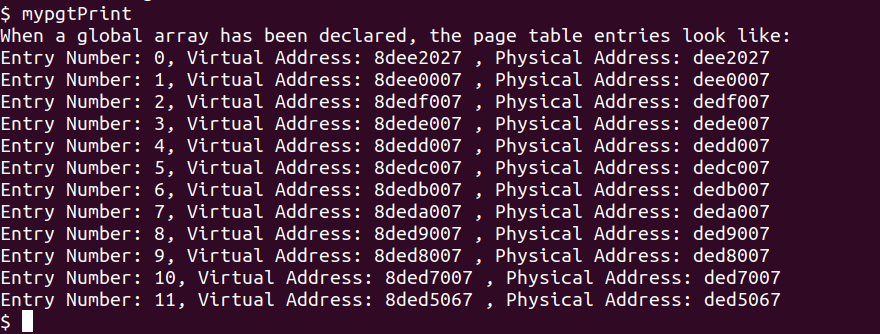 $ mypgtPrint
When a global array has been declared, the page table entries look like:
Entry Number: 0, Virtual Address: 8dee2027 , Physical Address: dee2027
Entry Number: 1, Virtual Address: 8dee0007 , Physical Address: dee0007
Entry Number: 2, Virtual Address: 8dedf007 , Physical Address: dedf007
Entry Number: 3, Virtual Address: 8dede007 , Physical Address: dede007
Entry Number: 4, Virtual Address: 8dedd007 , Physical Address: dedd007
Entry Number: 5, Virtual Address: 8dedc007 , Physical Address: dedc007
Entry Number: 6, Virtual Address: 8dedb007 , Physical Address: dedb007
Entry Number: 7, Virtual Address: 8deda007 , Physical Address: deda007
Entry Number: 8, Virtual Address: 8ded9007 , Physical Address: ded9007
Entry Number: 9, Virtual Address: 8ded8007 , Physical Address: ded8007
Entry Number: 10, Virtual Address: 8ded7007 , Physical Address: ded7007
Entry Number: 11, Virtual Address: 8ded5067 , Physical Address: ded5067
$